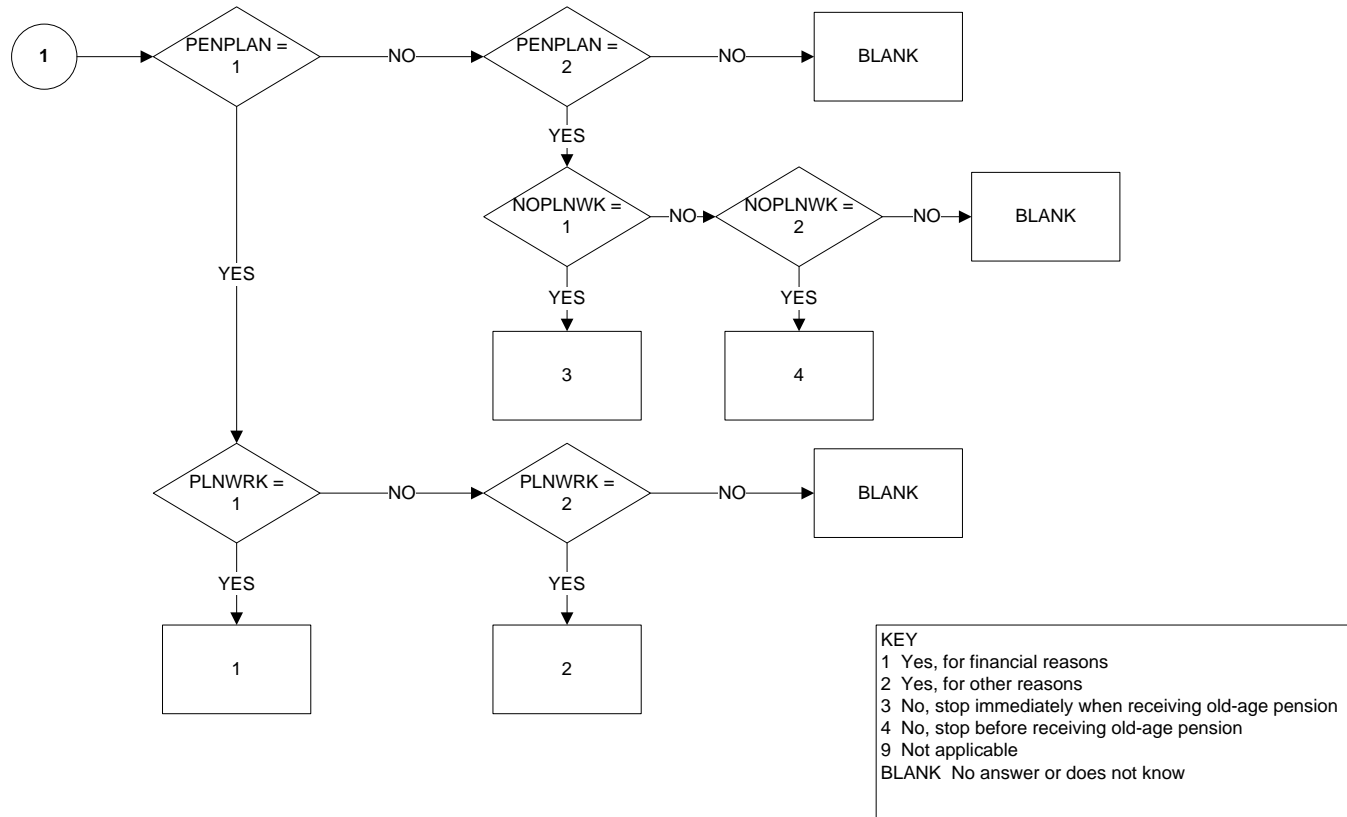 1
PENPLAN =
1
NO
PENPLAN =
2
NO
BLANK
YES
NOPLNWK =
1
NO
NOPLNWK =
2
NO
BLANK
YES
YES
YES
3
4
PLNWRK =
1
NO
PLNWRK =
2
NO
BLANK
YES
YES
1
2
KEY
1 Yes, for financial reasons
2 Yes, for other reasons
3 No, stop immediately when receiving old-age pension
4 No, stop before receiving old-age pension
9 Not applicable
BLANK No answer or does not know